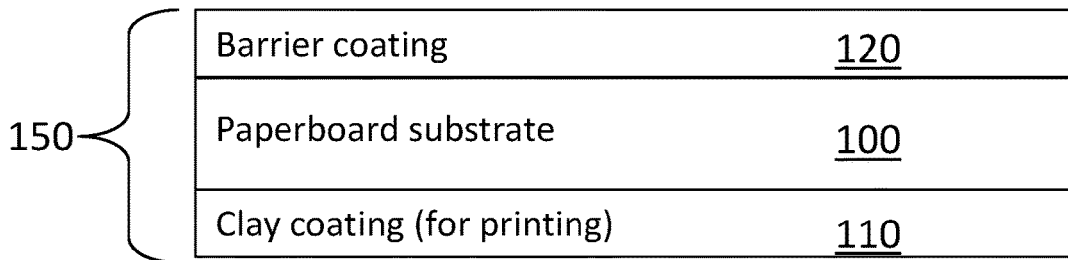 Barrier coating 120
150 Paperboard substrate 100
Clay coating (for printing) 110